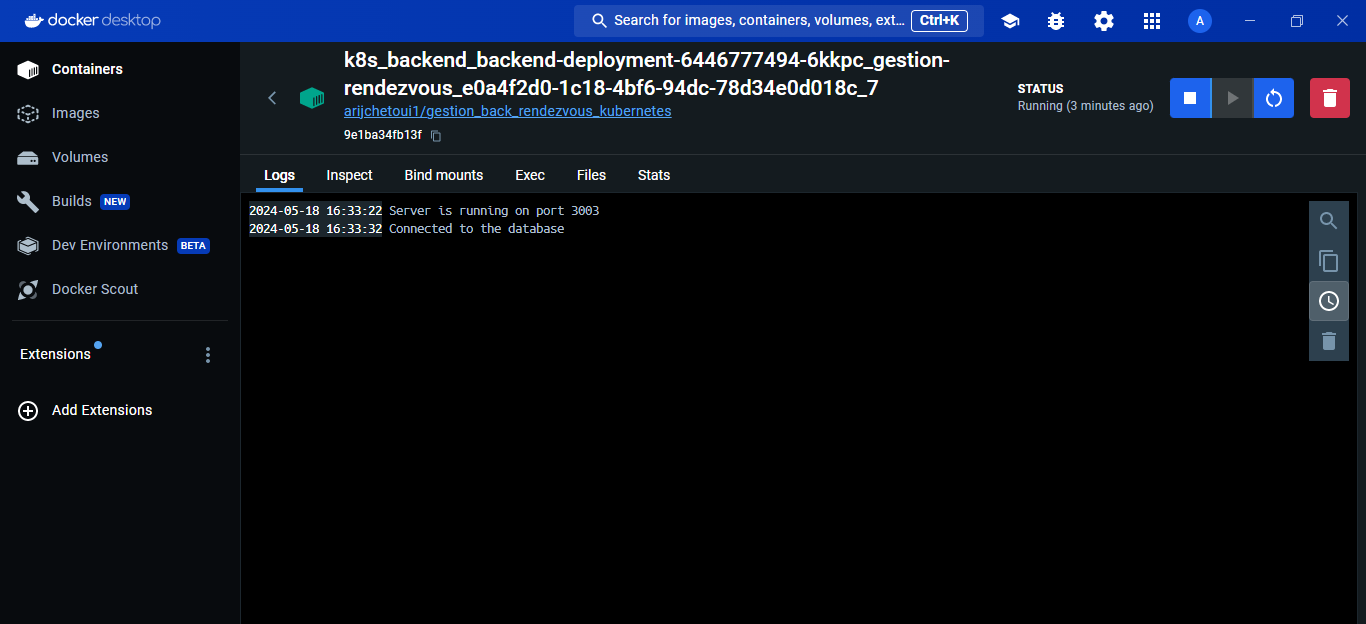 docker desktop
Search for images, containers, volumes, ext...
Ctrl+K
A
Containers
Images
Volumes
Builds NEW
Dev Environments BETA
Docker Scout
Extensions
Add Extensions
k8s_backend_backend-deployment-6446777494-6kkpc_gestion-
rendezvous_e0a4f2d0-1c18-4bf6-94dc-78d34e0d018c_7
arijchetoui1/gestion_back_rendezvous_kubernetes
9e1ba34fb13f
STATUS
Running (3 minutes ago)
Logs Inspect Bind mounts Exec Files Stats
2024-05-18 16:33:22 Server is running on port 3003
2024-05-18 16:33:32 Connected to the database